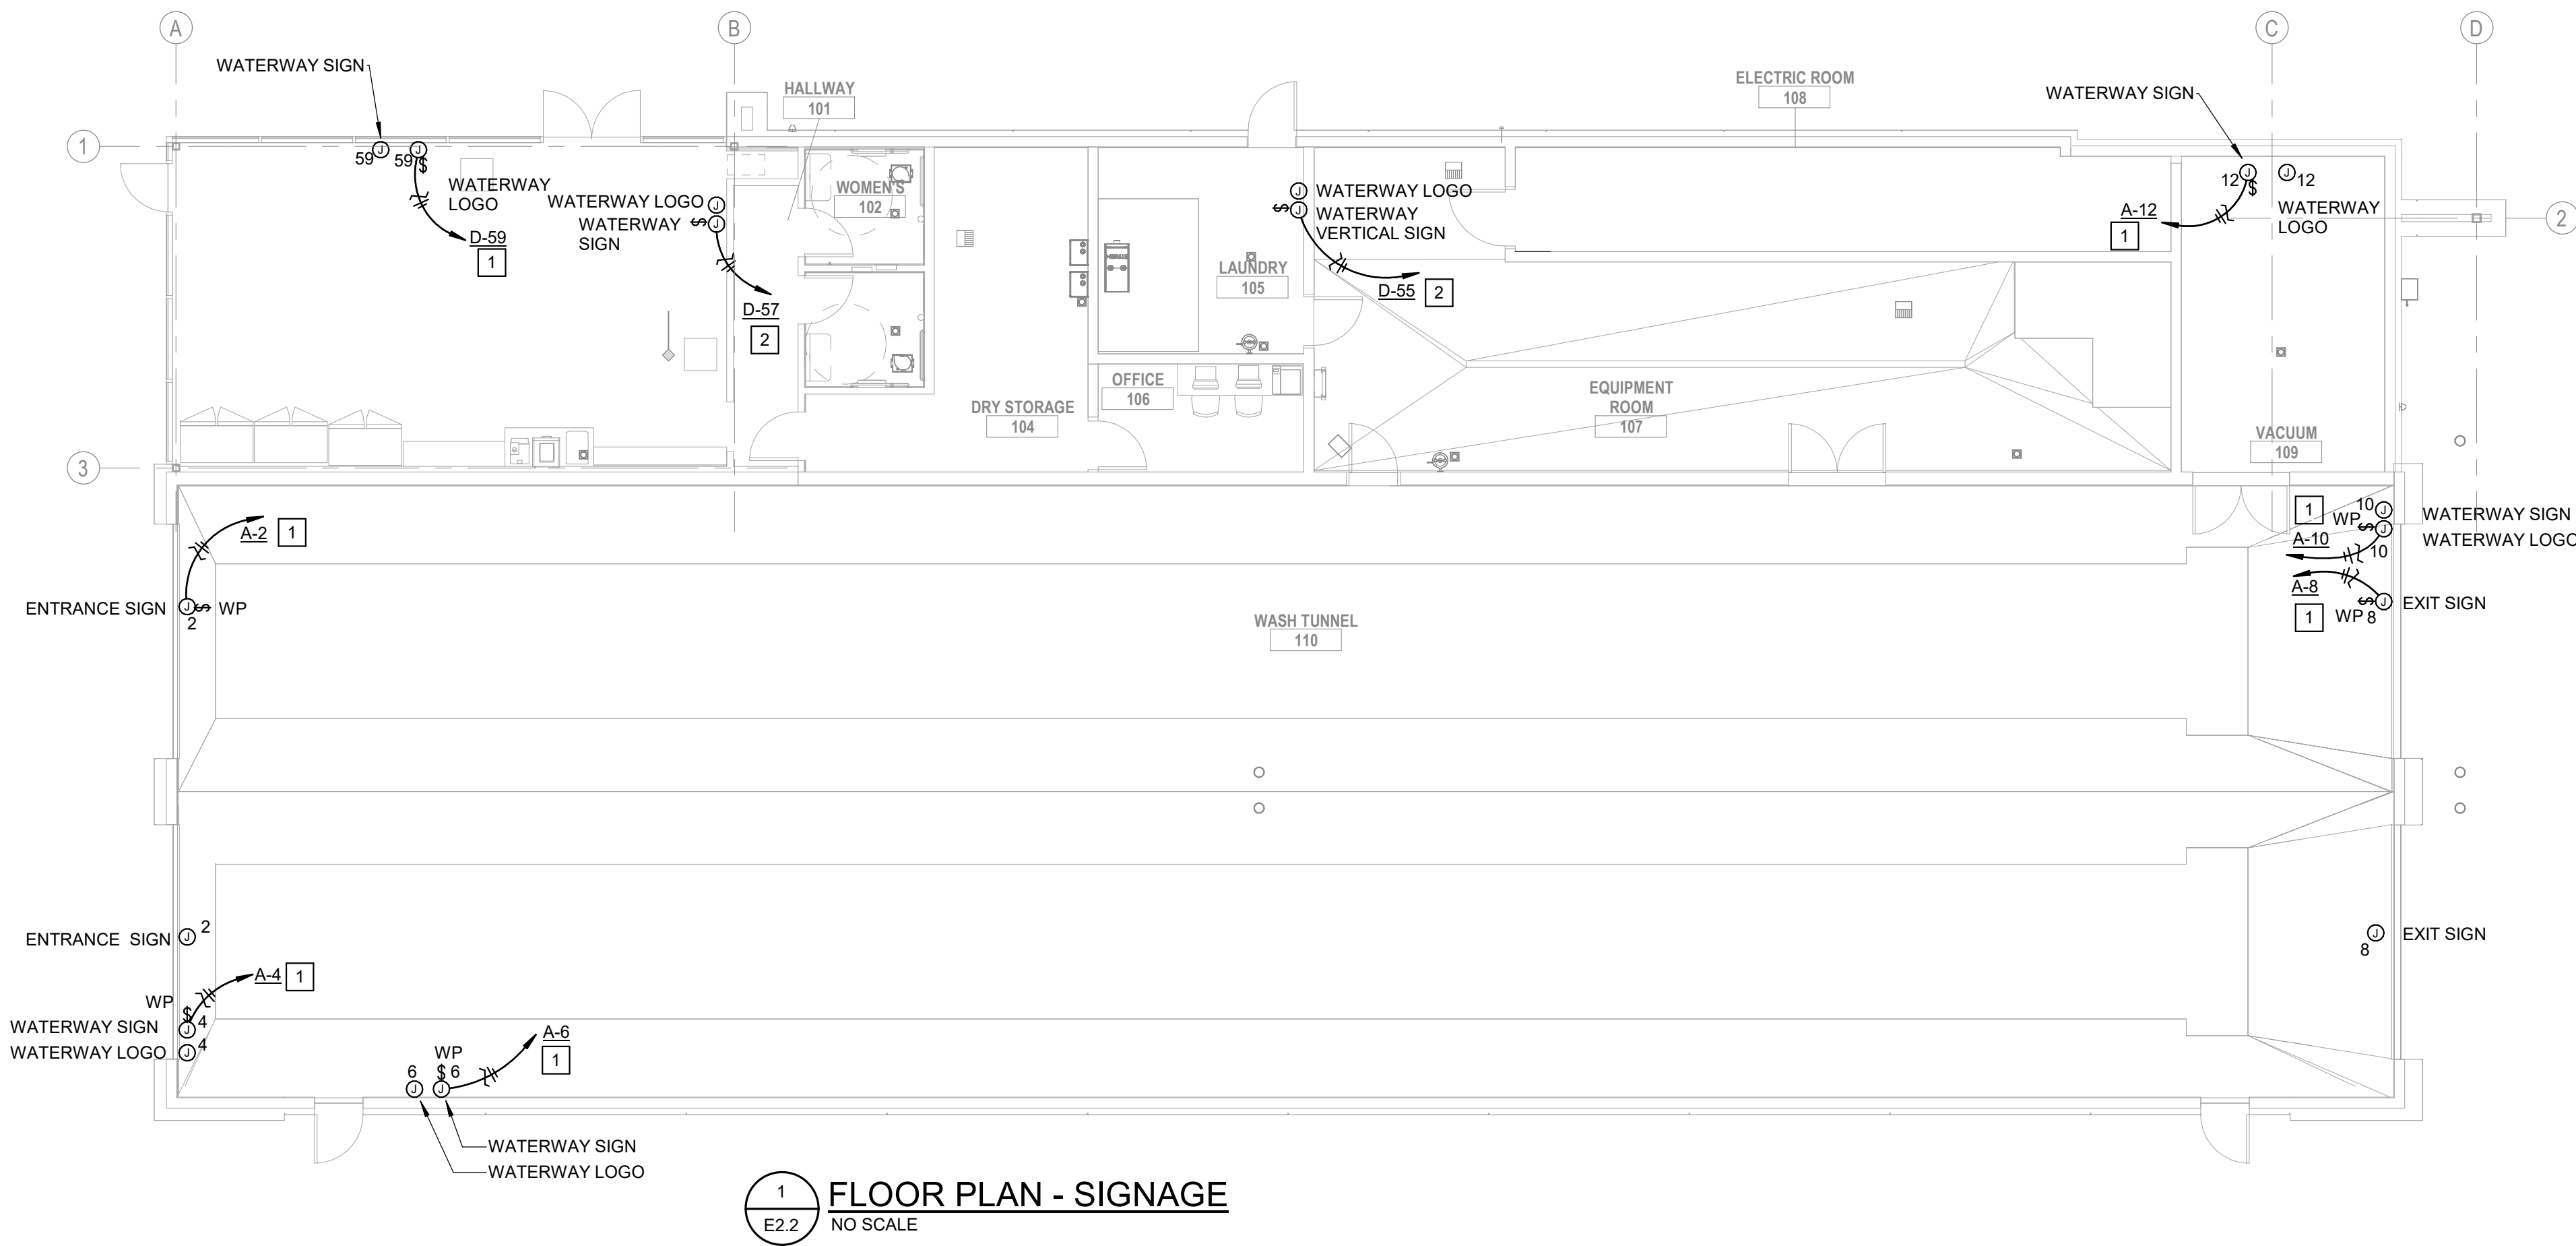 A
B
C
D
WATERWAY SIGN
HALLWAY
101
ELECTRIC ROOM
108
WATERWAY SIGN
1
59
59
$
WATERWAY
LOGO
D-59
1
WATERWAY LOGO
WATERWAY
SIGN
$
J
J
J
J
D-57
2
WOMEN'S
102
J
WATERWAY LOGO
$
J
WATERWAY
VERTICAL SIGN
D-55
2
LAUNDRY
105
12
J
$
J
12
WATERWAY
LOGO
A-12
1
2
OFFICE
106
DRY STORAGE
104
EQUIPMENT
ROOM
107
VACUUM
109
3
A-2
1
ENTRANCE SIGN
J
$
WP
2
1
10
J
WATERWAY SIGN
WP
$
J
A-10
10
WATERWAY LOGO
A-8
1
WP
$
J
8
EXIT SIGN
WASH TUNNEL
110
ENTRANCE SIGN
J
2
J
8
EXIT SIGN
A-4
1
WP
$
WATERWAY SIGN
J
4
WATERWAY LOGO
J
4
A-6
1
WP
6
$
6
J
J
WATERWAY SIGN
WATERWAY LOGO
1
E2.2
FLOOR PLAN - SIGNAGE
NO SCALE